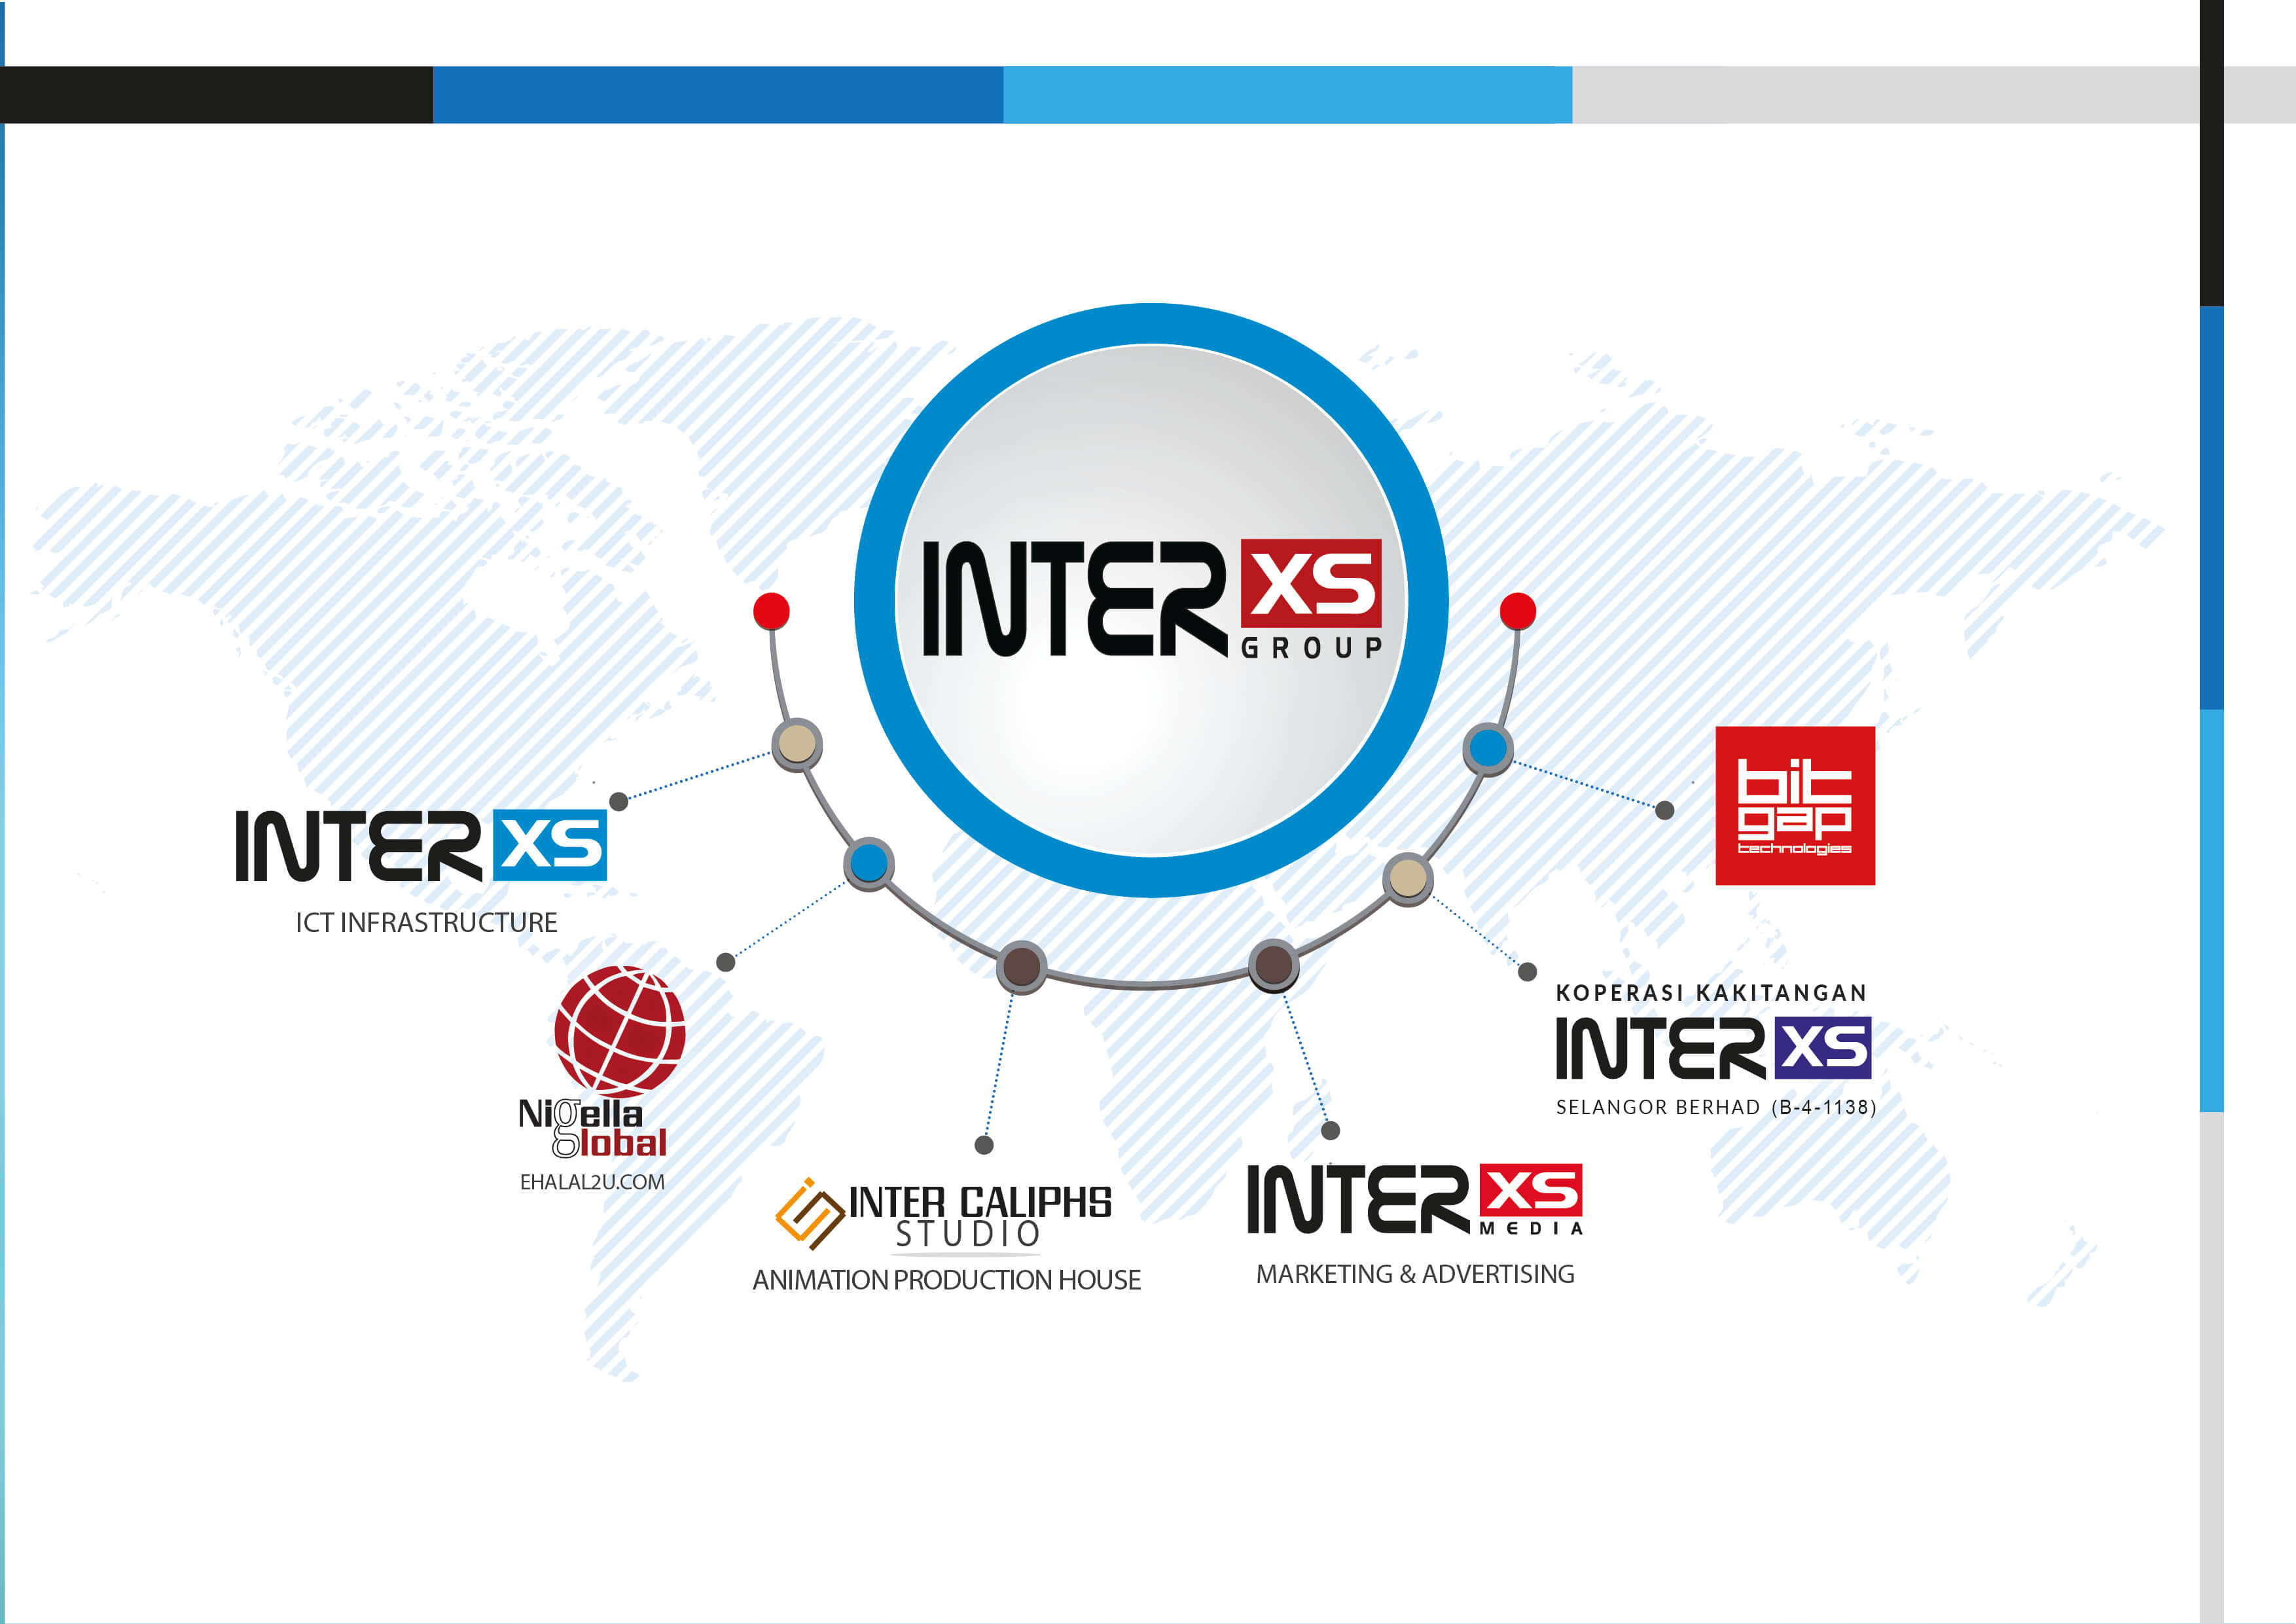 INTER XS
GROUP
INTER XS
ICT INFRASTRUCTURE
Nigella
global
EHALAL2U.COM
INTER CALIPHS
STUDIO
ANIMATION PRODUCTION HOUSE
INTER XS
MEDIA
MARKETING & ADVERTISING
KOPERASI KAKITANGAN
INTER XS
SELANGOR BERHAD (B-4-1138)
bit
gap
technologies